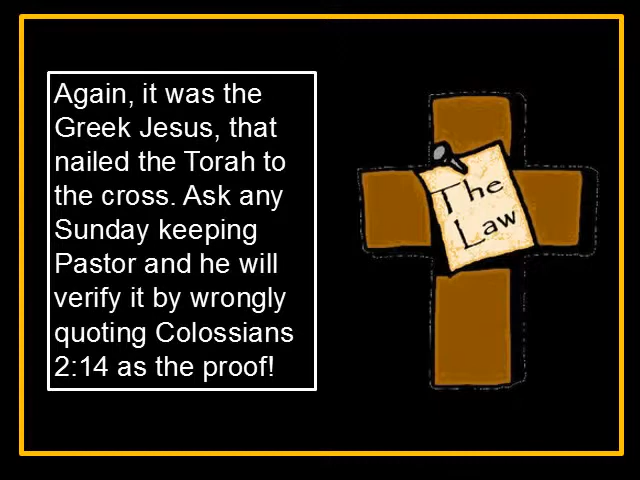 Again, it was the
Greek Jesus, that
nailed the Torah to
the cross. Ask any
Sunday keeping
Pastor and he will
verify it by wrongly
quoting Colossians
2:14 as the proof!
The
Law